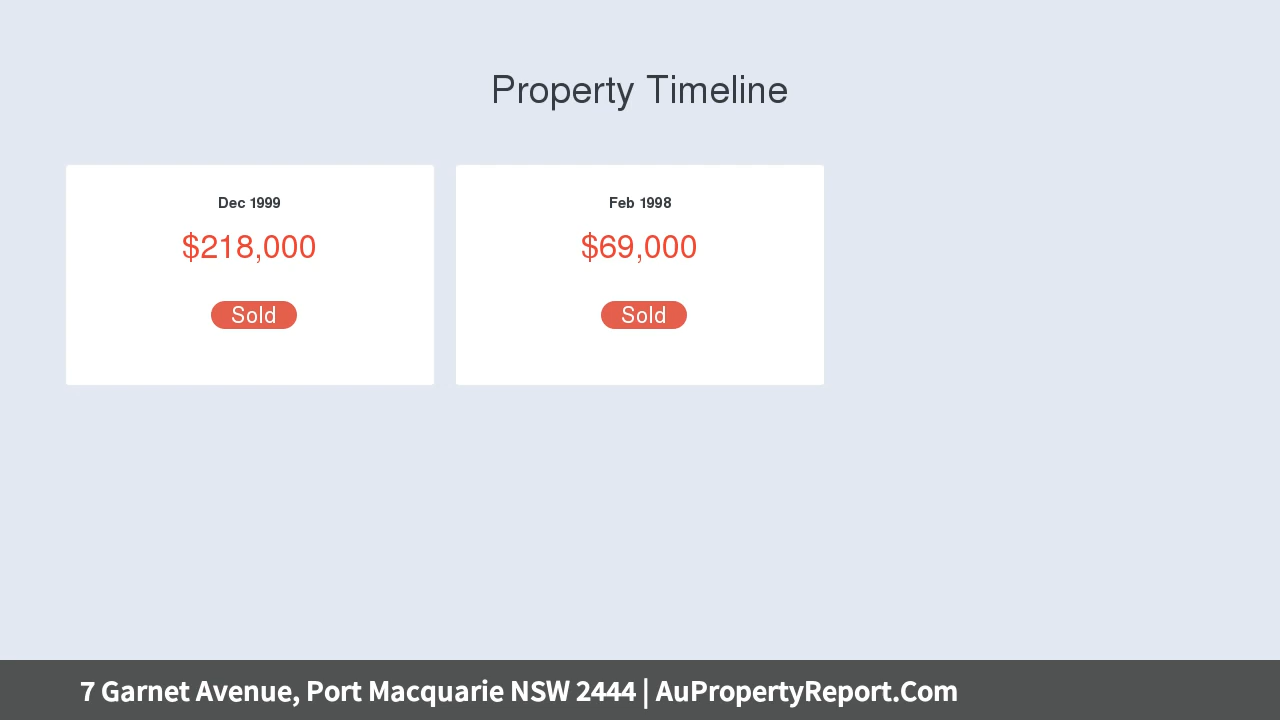 Property Timeline
Dec 1999
$218,000
Sold
Feb 1998
$69,000
Sold
7 Garnet Avenue, Port Macquarie NSW 2444 | AuPropertyReport.Com